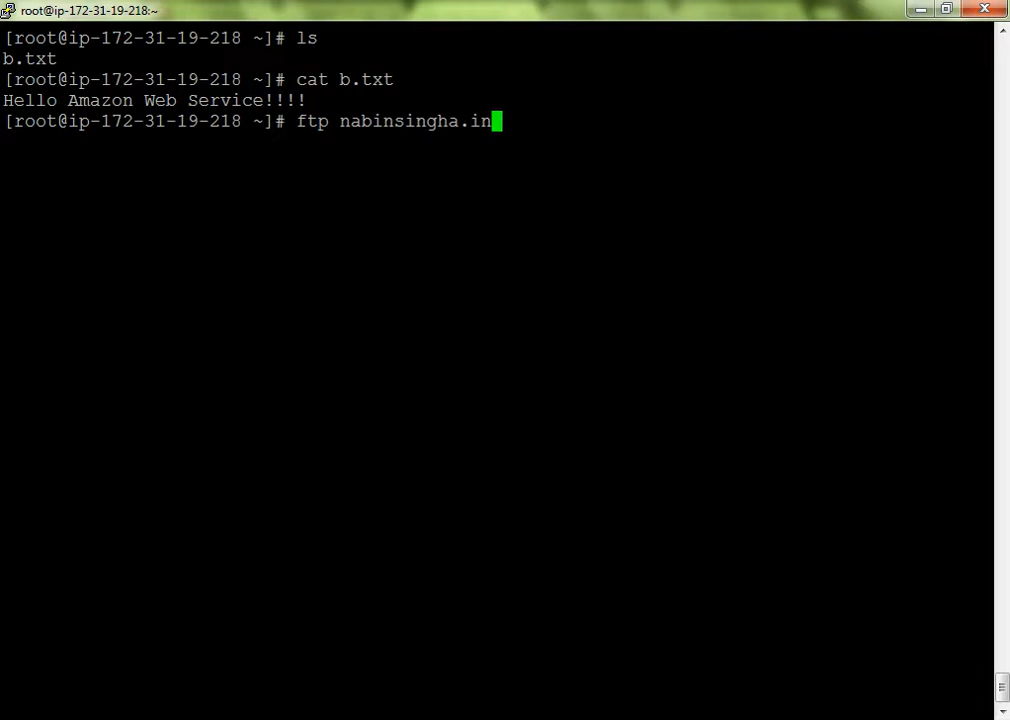 root@ip-172-31-19-218:~
[root@ip-172-31-19-218 ~]# ls
b.txt
[root@ip-172-31-19-218 ~]# cat b.txt
Hello Amazon Web Service!!!!
[root@ip-172-31-19-218 ~]# ftp nabinsingha.in